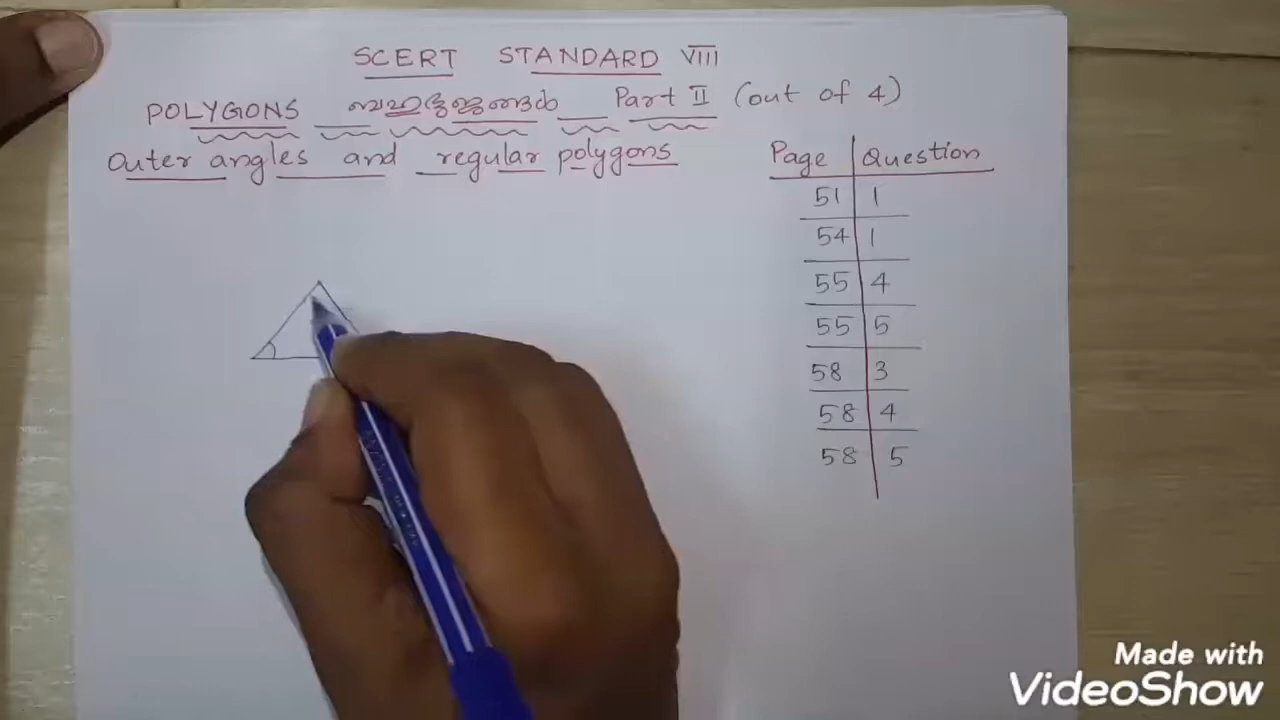 SCERT STANDARD VIII
POLYGONS ബഹുഭുജങ്ങൾ Part II (out of 4)
Outer angles and regular polygons
Page Question
51 1
54 1
55 4
55 5
58 3
58 4
58 5
Made with
VideoShow